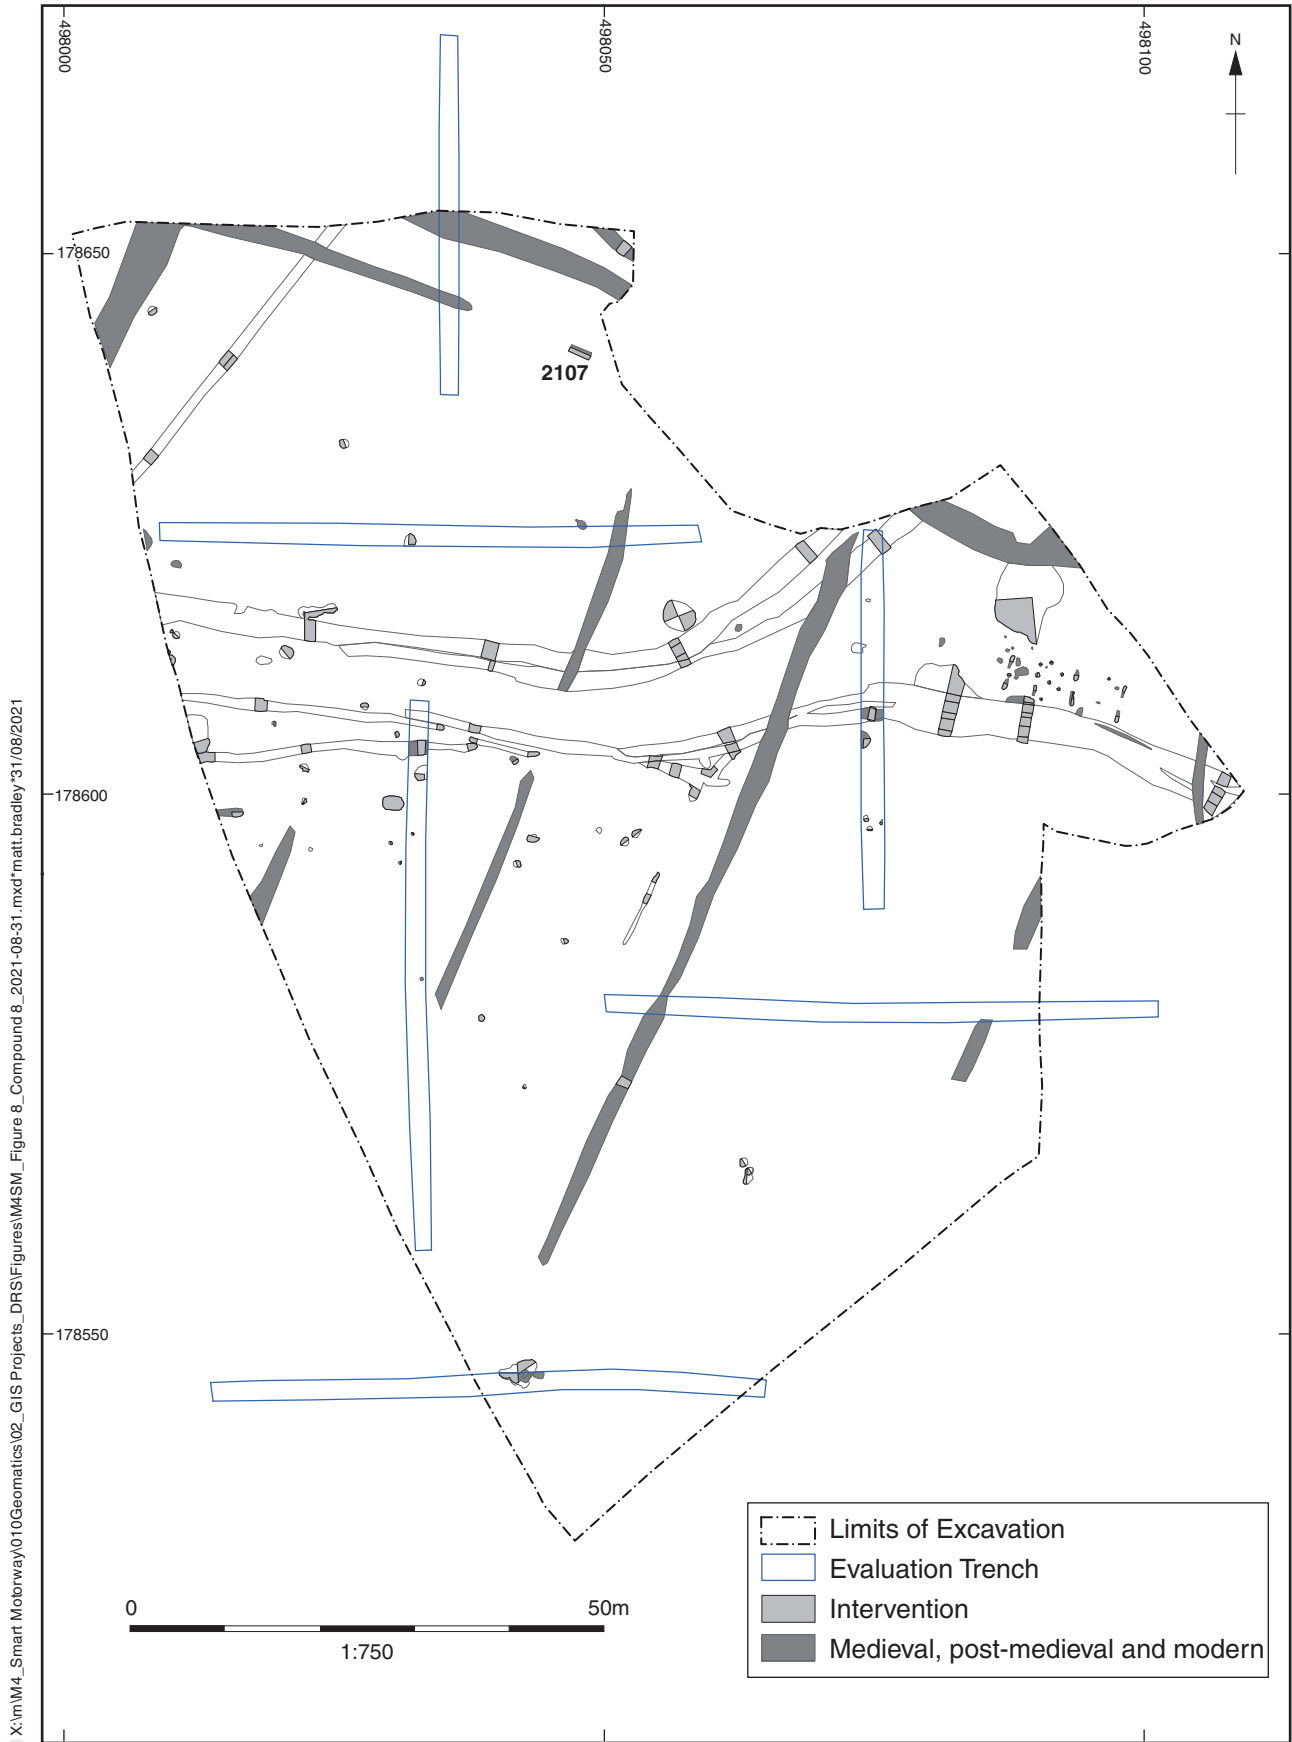 498000
498050
498100
N
178650
2107
178600
178550
Limits of Excavation
Evaluation Trench
Intervention
Medieval, post-medieval and modern
0
50m
1:750
X:\m\M4_Smart Motorway\010Geomatics\02_GIS Projects_DRS\Figures\M4SM_Figure 8_Compound 8_2021-08-31.mxd*matt.bradley*31/08/2021